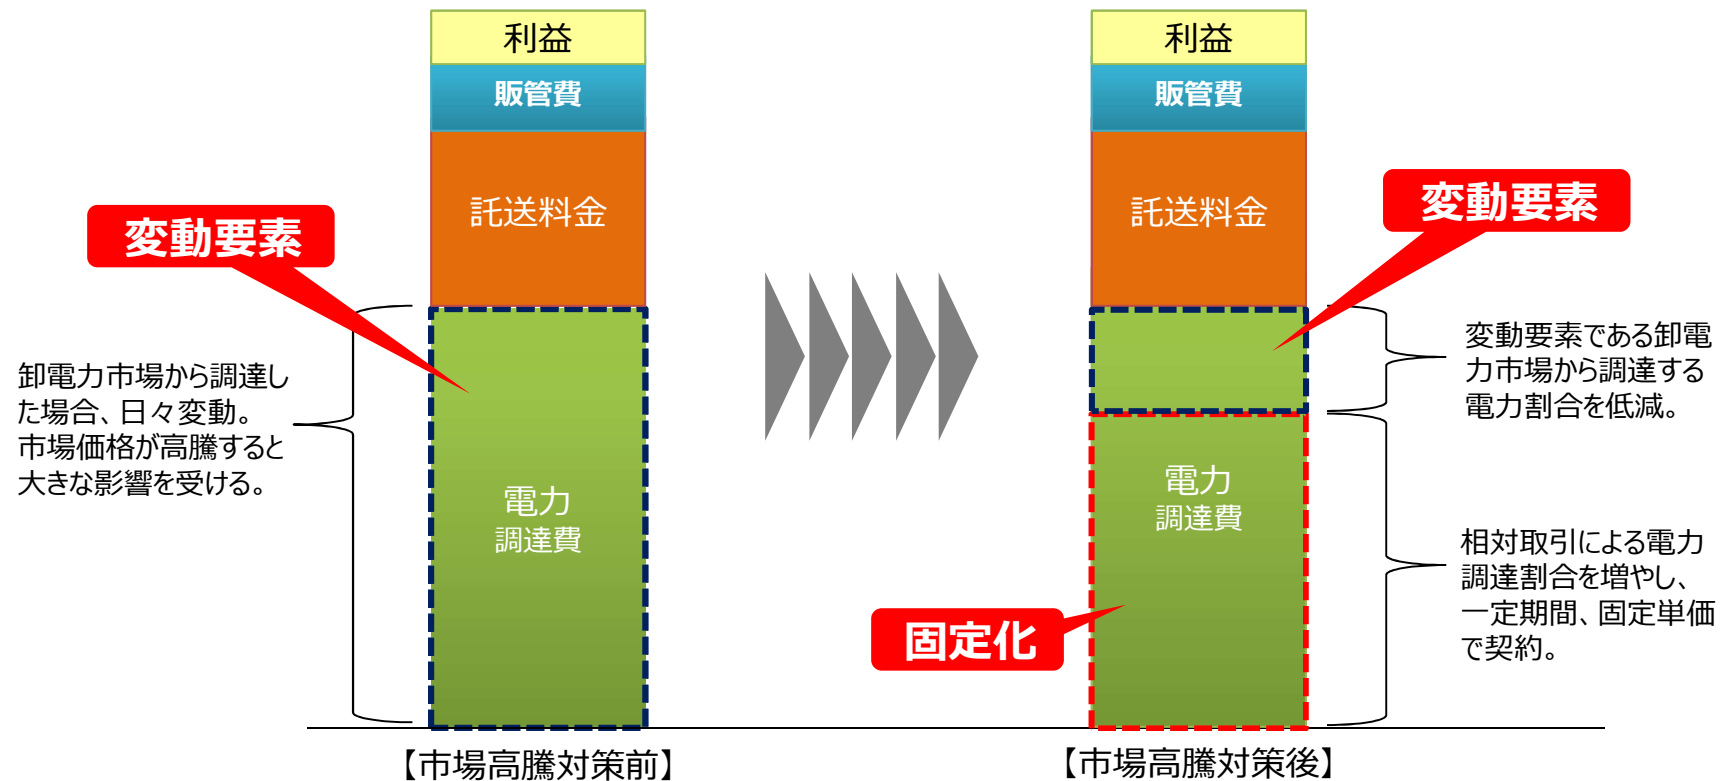 利益
販管費
託送料金
変動要素
卸電力市場から調達し
た場合、日々変動。
市場価格が高騰すると
大きな影響を受ける。
電力
調達費
【市場高騰対策前】
利益
販管費
託送料金
変動要素
変動要素である卸電
力市場から調達する
電力割合を低減。
電力
調達費
固定化
相対取引による電力
調達割合を増やし、
一定期間、固定単価
で契約。
【市場高騰対策後】